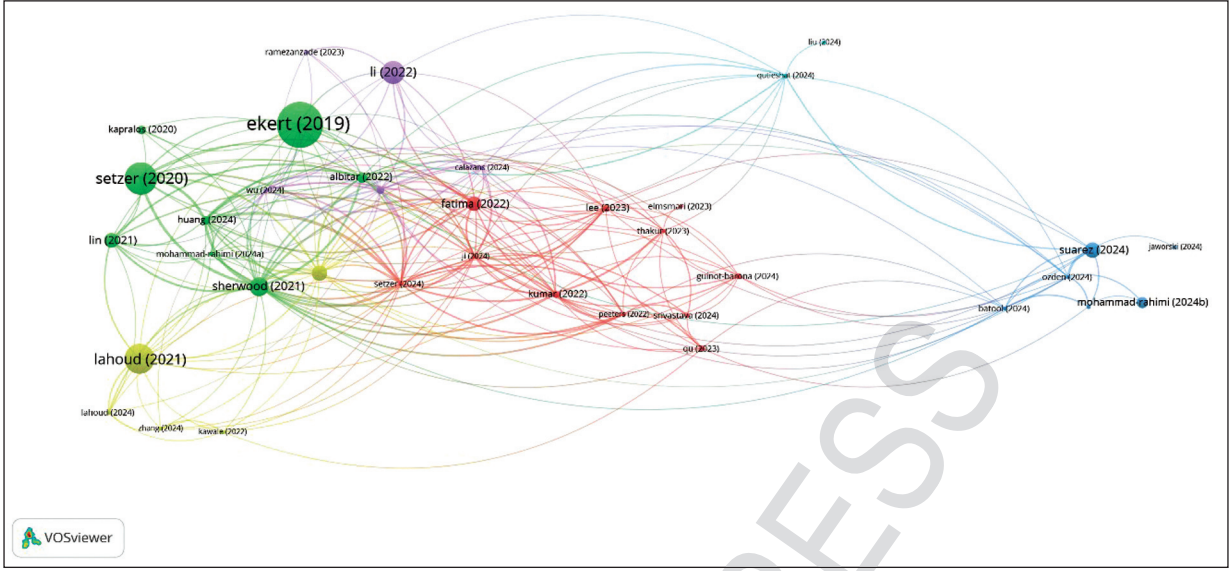 liu (2024)
ramezanzade (2023)
li (2022)
qutieshat (2024)
ekert (2019)
kapralos (2020)
calazans (2024)
setzer (2020)
albitar (2022)
wu (2024)
fatima (2022)
lee (2023)
elmsmari (2023)
huang (2024)
thakur (2023)
lin (2021)
suarez (2024)
jaworski (2024)
mohammad-rahimi (2024a)
ji (2024)
guinot-barona (2024)
ozden (2024)
sherwood (2021)
setzer (2024)
kumar (2022)
mohammad-rahimi (2024b)
batool (2024)
peeters (2022)
srivastava (2024)
qu (2023)
lahoud (2021)
lahoud (2024)
zhang (2024)
kawale (2022)
VOSviewer
PRESS